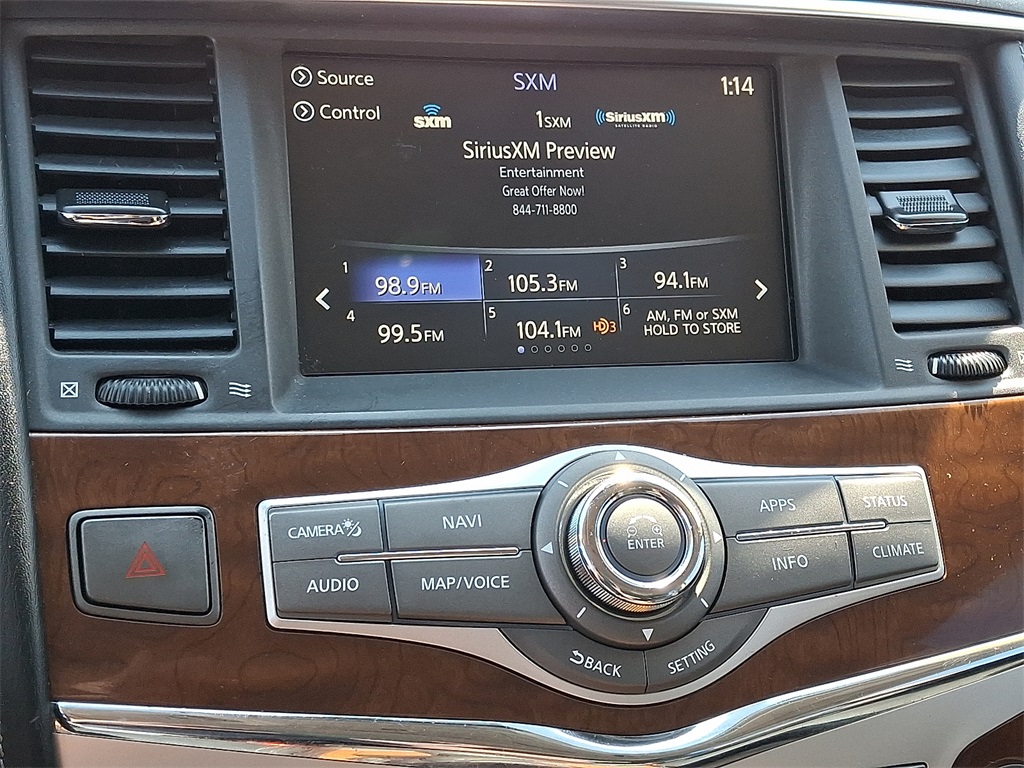 Source
SXM
1:14
Control
sxm
1SXM
((SiriusXM))
SATELLITE RADIO
SiriusXM Preview
Entertainment
Great Offer Now!
844-711-8800
1 98.9FM
2 105.3FM
3 94.1FM
4 99.5FM
5 104.1FM HD3
6 AM, FM or SXM
HOLD TO STORE
CAMERA
NAVI
APPS
STATUS
ENTER
AUDIO
MAP/VOICE
INFO
CLIMATE
BACK
SETTING